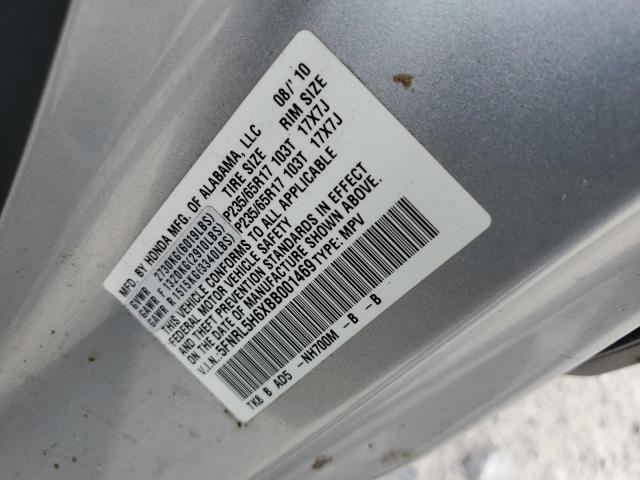 MFD. BY HONDA MFG. OF ALABAMA, LLC 08/'10
GVWR 2730KG(6019LBS) TIRE SIZE RIM SIZE
GAWR F 1320KG(2910LBS) P235/65R17 103T 17X7J
GAWR R 1515KG(3340LBS) P235/65R17 103T 17X7J
THIS VEHICLE CONFORMS TO ALL APPLICABLE
FEDERAL MOTOR VEHICLE SAFETY
AND THEFT PREVENTION STANDARDS IN EFFECT
ON THE DATE OF MANUFACTURE SHOWN ABOVE.
V.I.N.:5FNRL5H67BB001469 TYPE: MPV
TK8 B AD5 -NH700M -B -B